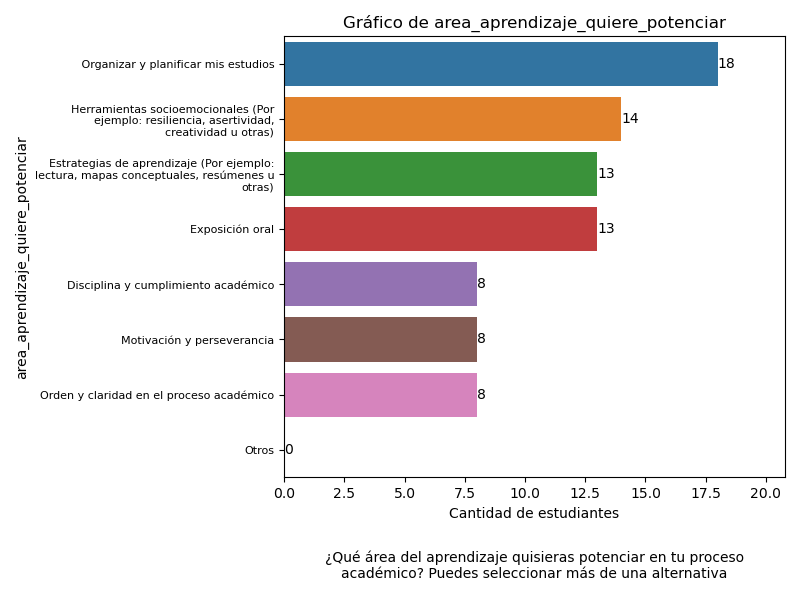 Gráfico de area_aprendizaje_quiere_potenciar
area_aprendizaje_quiere_potenciar
Organizar y planificar mis estudios
18
Herramientas socioemocionales (Por
ejemplo: resiliencia, asertividad,
creatividad u otras)
14
Estrategias de aprendizaje (Por ejemplo:
lectura, mapas conceptuales, resúmenes u
otras)
13
Exposición oral
13
Disciplina y cumplimiento académico
8
Motivación y perseverancia
8
Orden y claridad en el proceso académico
8
Otros
0
0.0 2.5 5.0 7.5 10.0 12.5 15.0 17.5 20.0
Cantidad de estudiantes
¿Qué área del aprendizaje quisieras potenciar en tu proceso
académico? Puedes seleccionar más de una alternativa